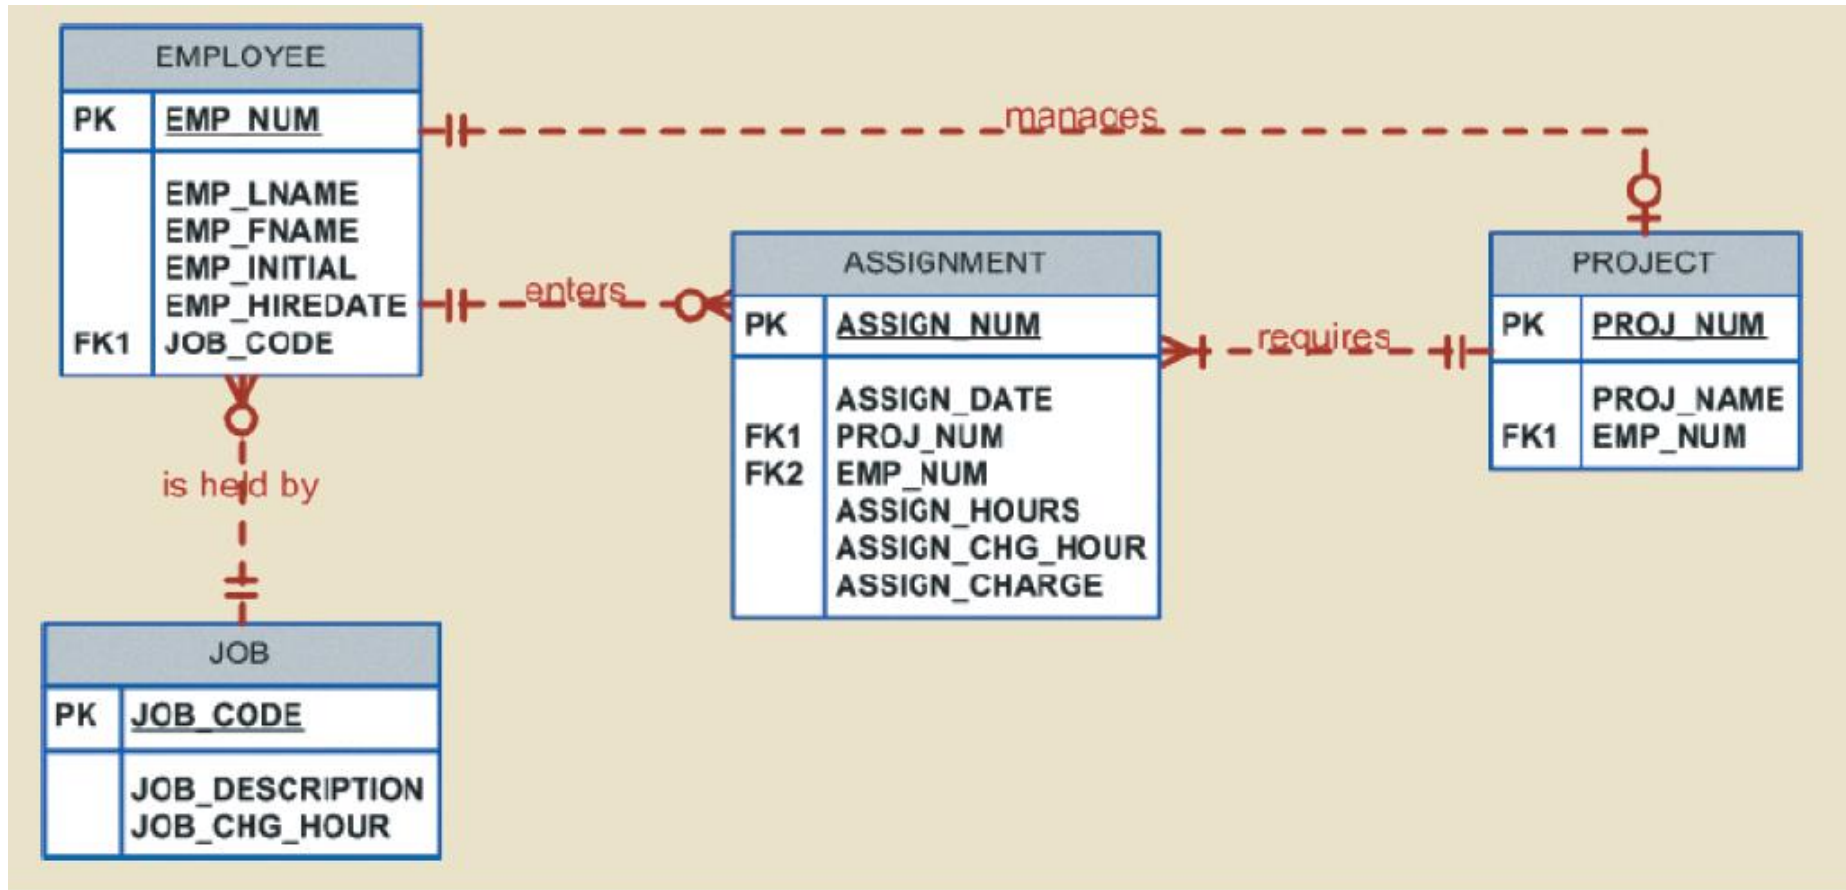 EMPLOYEE
PK EMP_NUM
EMP_LNAME
EMP_FNAME
EMP_INITIAL
EMP_HIREDATE
FK1 JOB_CODE
manages
enters
is held by
ASSIGNMENT
PK ASSIGN_NUM
ASSIGN_DATE
FK1 PROJ_NUM
FK2 EMP_NUM
ASSIGN_HOURS
ASSIGN_CHG_HOUR
ASSIGN_CHARGE
requires
PROJECT
PK PROJ_NUM
PROJ_NAME
FK1 EMP_NUM
JOB
PK JOB_CODE
JOB_DESCRIPTION
JOB_CHG_HOUR